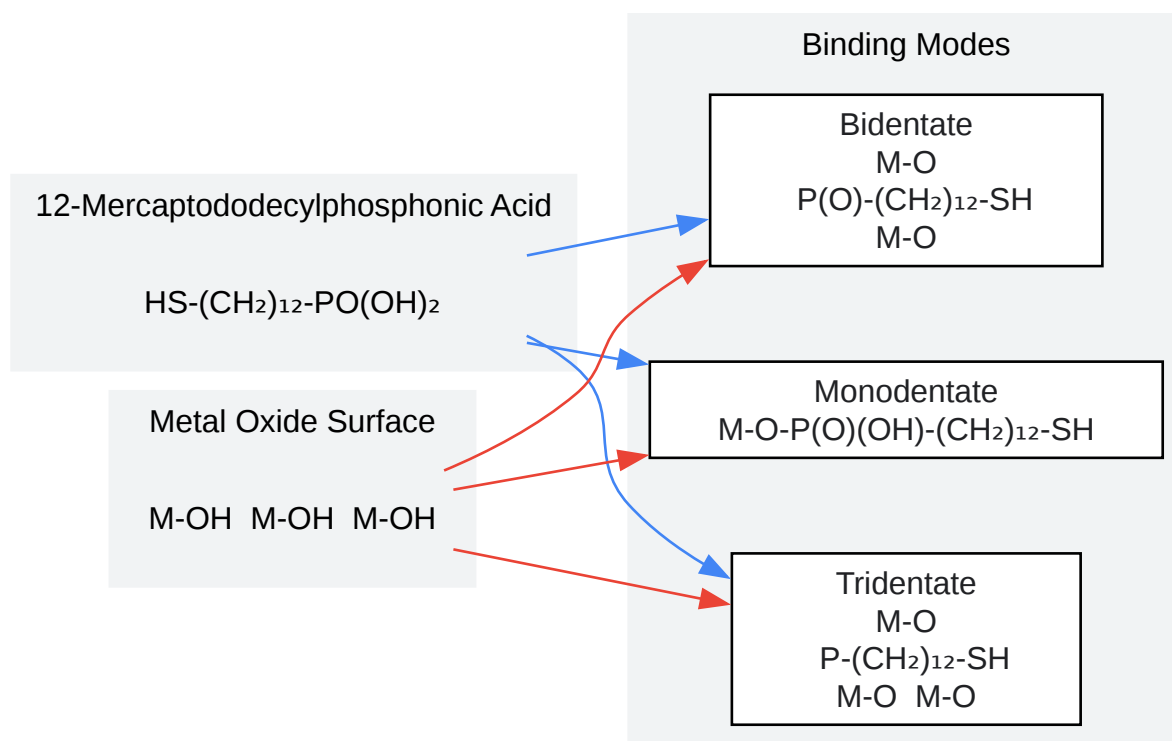 12-Mercaptododecylphosphonic Acid
HS-(CH₂)₁₂-PO(OH)₂
Metal Oxide Surface
M-OH M-OH M-OH
Binding Modes
Bidentate
M-O
P(O)-(CH₂)₁₂-SH
M-O
Monodentate
M-O-P(O)(OH)-(CH₂)₁₂-SH
Tridentate
M-O
P-(CH₂)₁₂-SH
M-O M-O